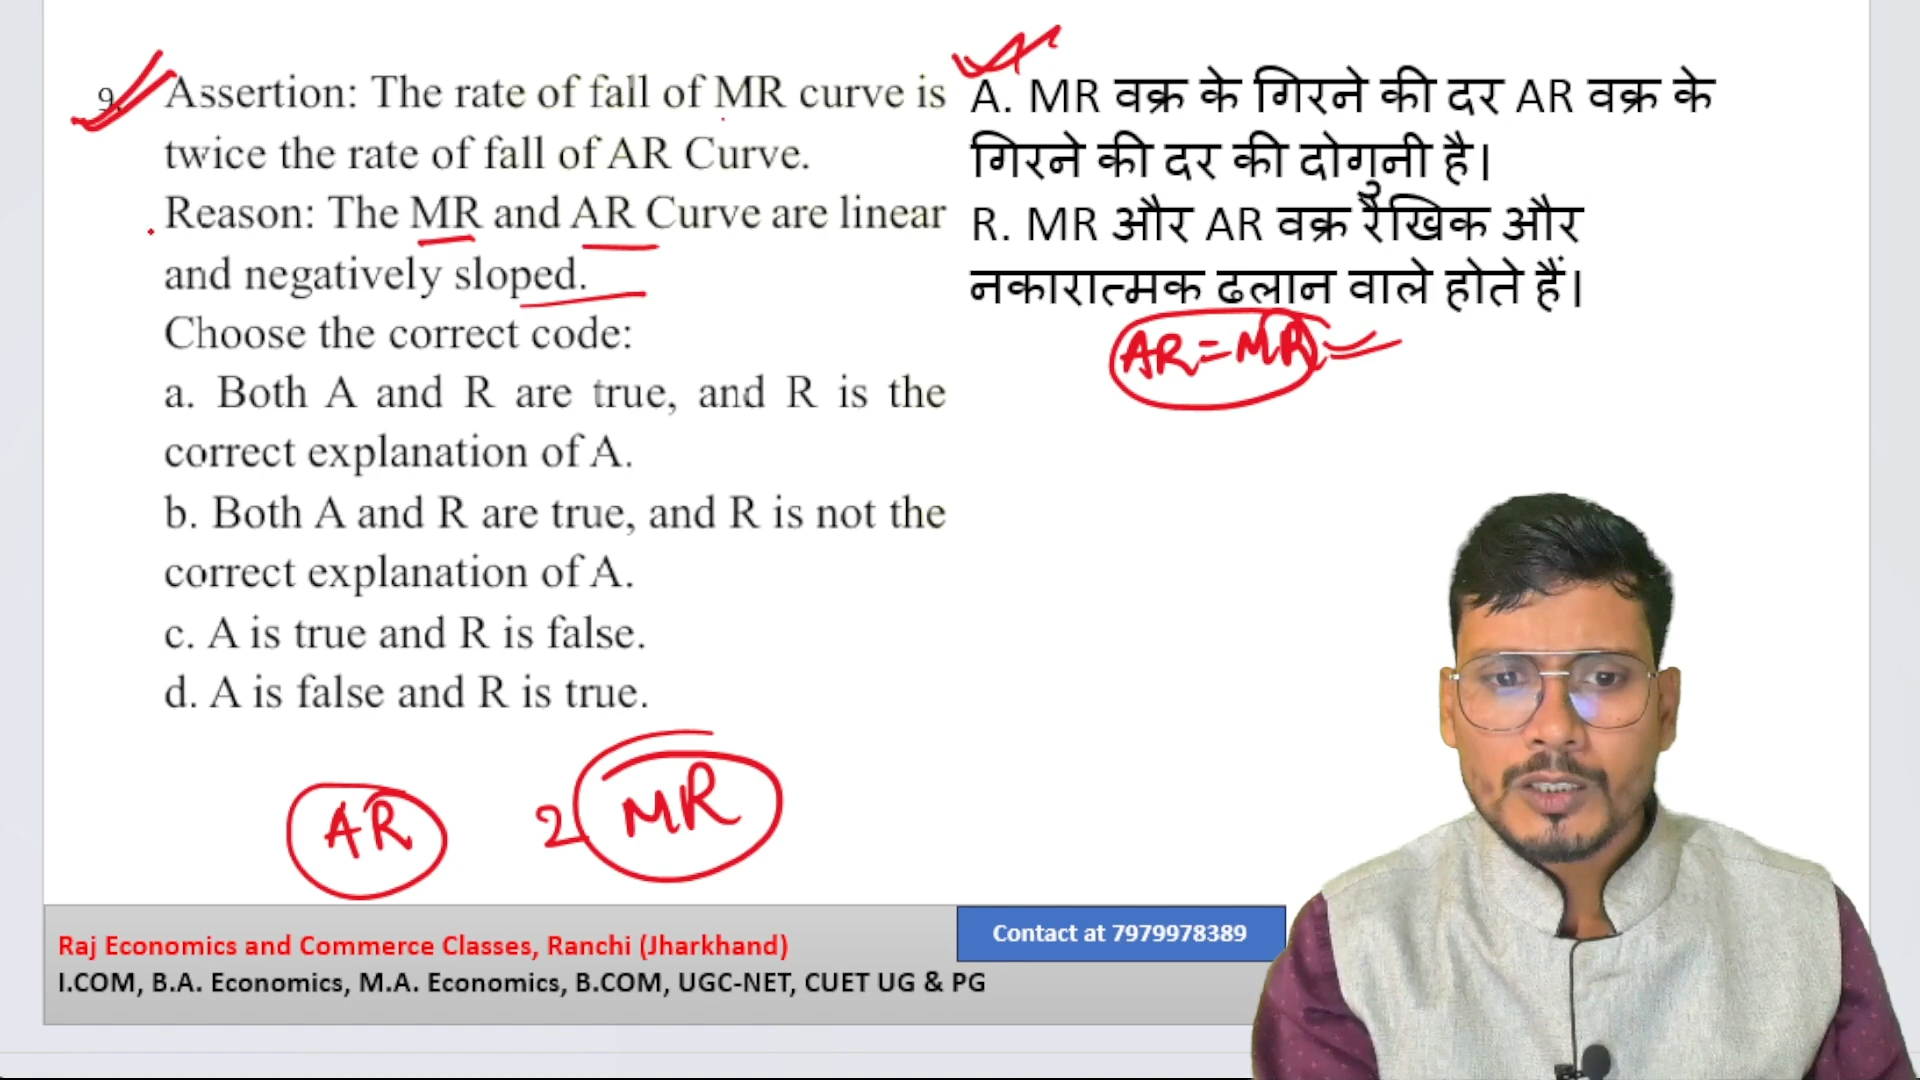 9. Assertion: The rate of fall of MR curve is
twice the rate of fall of AR Curve.
Reason: The MR and AR Curve are linear
and negatively sloped.
Choose the correct code:
a. Both A and R are true, and R is the
correct explanation of A.
b. Both A and R are true, and R is not the
correct explanation of A.
c. A is true and R is false.
d. A is false and R is true.
AR 2 MR
A. MR वक्र के गिरने की दर AR वक्र के
गिरने की दर की दोगुनी है।
R. MR और AR वक्र रैखिक और
नकारात्मक ढलान वाले होते हैं।
AR=MR
Raj Economics and Commerce Classes, Ranchi (Jharkhand)
I.COM, B.A. Economics, M.A. Economics, B.COM, UGC-NET, CUET UG & PG
Contact at 7979978389